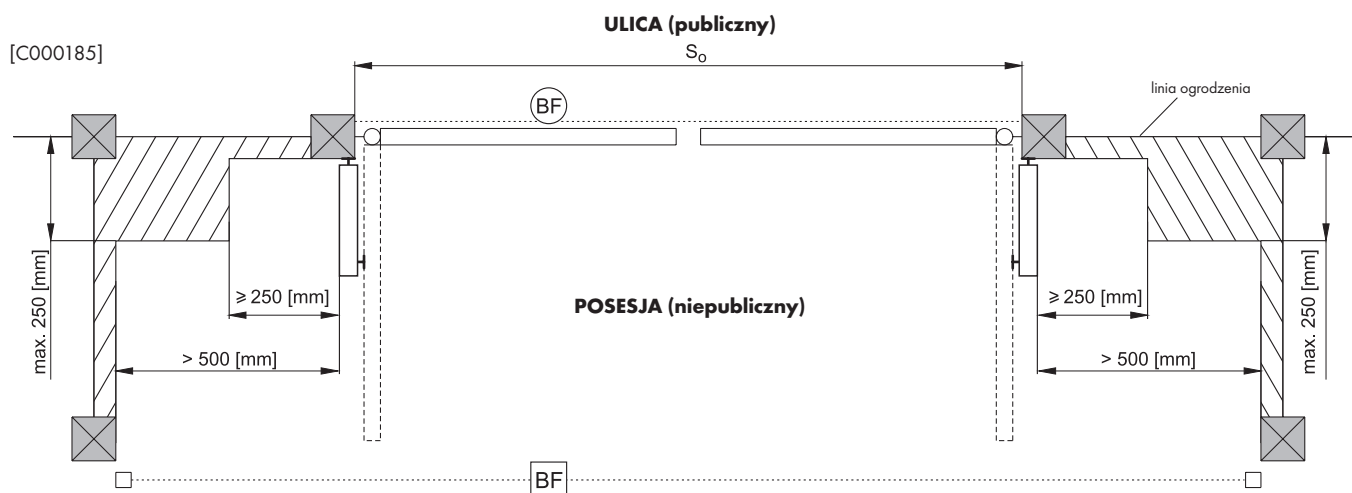 ULICA (publiczny)
[C000185]
So
BF
linia ogrodzenia
max. 250 [mm]
⩾ 250 [mm]
POSESJA (niepubliczny)
⩾ 250 [mm]
max. 250 [mm]
> 500 [mm]
> 500 [mm]
BF